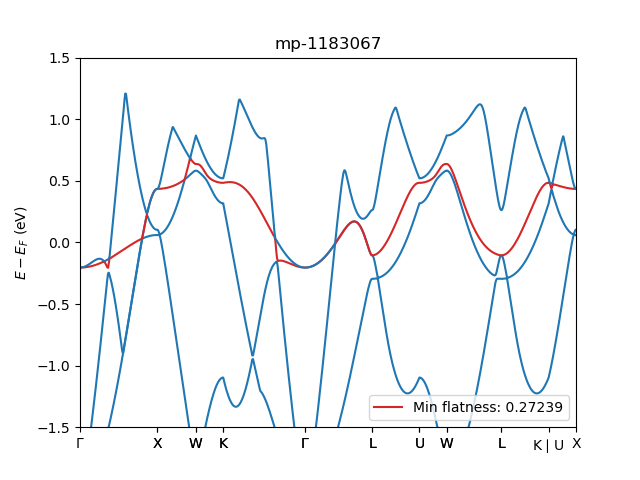 mp-1183067
1.5
1.0
0.5
0.0
−0.5
−1.0
−1.5
E − E_F (eV)
Γ X W K Γ L U W L K | U X
Min flatness: 0.27239